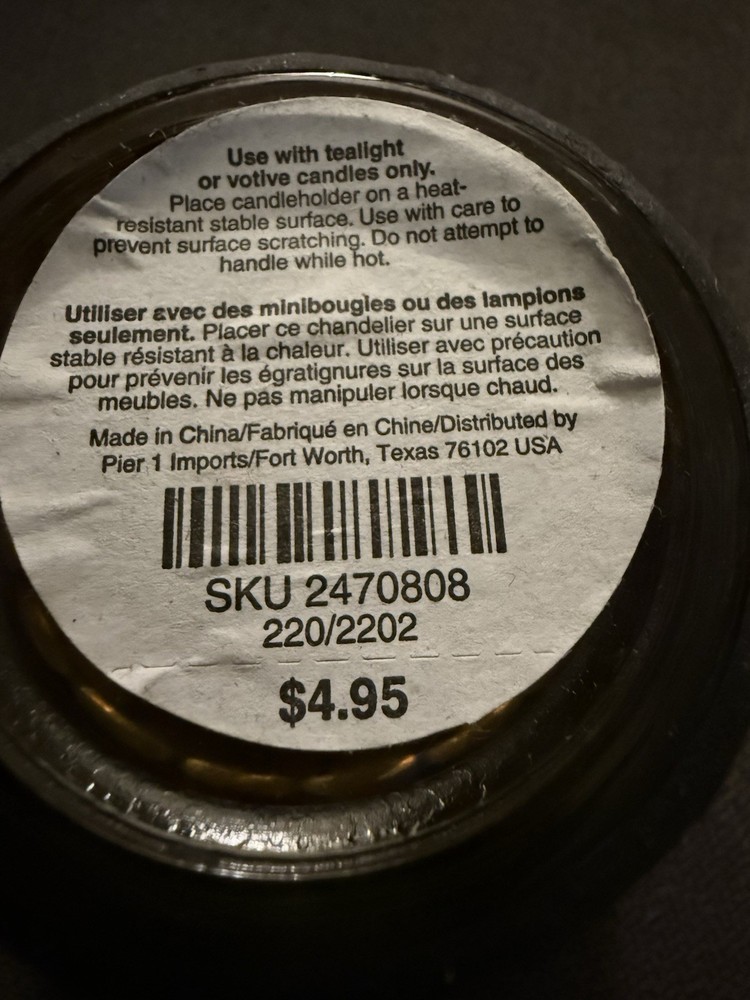 Use with tealight
or votive candles only.
Place candleholder on a heat-
resistant stable surface. Use with care to
prevent surface scratching. Do not attempt to
handle while hot.
Utiliser avec des minibougies ou des lampions
seulement. Placer ce chandelier sur une surface
stable résistant à la chaleur. Utiliser avec précaution
pour prévenir les égratignures sur la surface des
meubles. Ne pas manipuler lorsque chaud.
Made in China/Fabriqué en Chine/Distributed by
Pier 1 Imports/Fort Worth, Texas 76102 USA
SKU 2470808
220/2202
$4.95